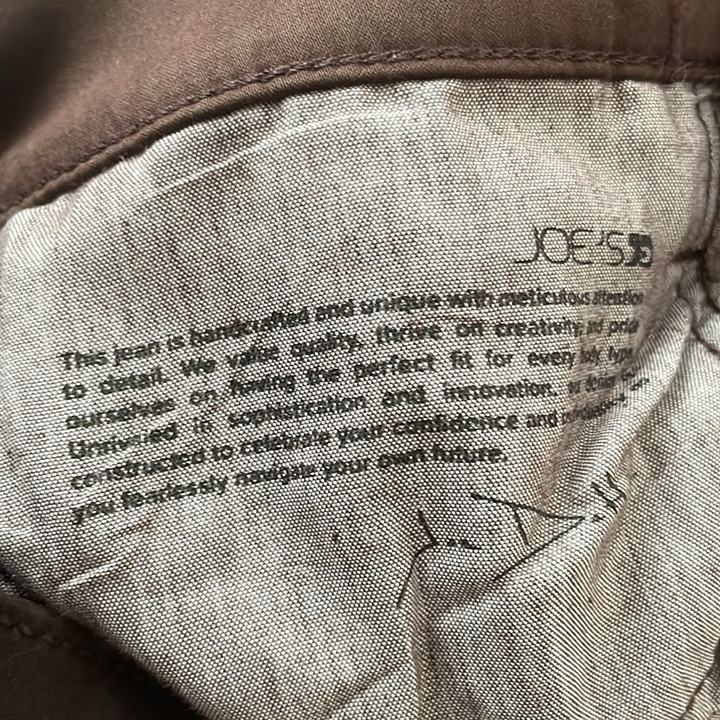 JOE'S
This jean is handcrafted and unique with meticulous attention
to detail. We value quality, thrive on creativity and pride
ourselves on having the perfect fit for every body type.
Unrivaled in sophistication and innovation,
constructed to celebrate your confidence and
you fearlessly navigate your own future.